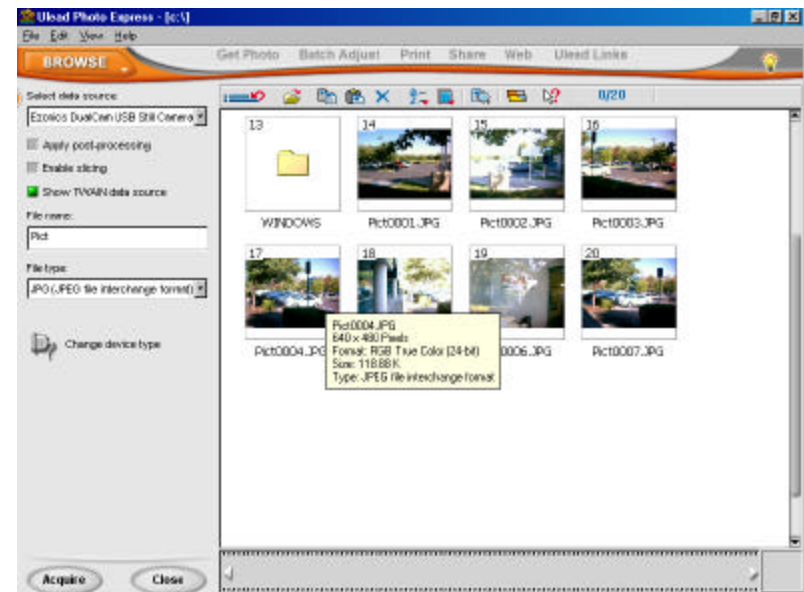 Ulead Photo Express - [c:\]
File Edit View Help
BROWSE
Get Photo Batch Adjust Print Share Web Ulead Links
Select data source:
0/20
Ezonics DualCam USB Still Camera
Apply post-processing
Enable slicing
Show TWAIN data source
File name:
Pict
File type:
JPG (JPEG file interchange format)
Change device type
13 14 15 16
WINDOWS Pict0001.JPG Pict0002.JPG Pict0003.JPG
17 18 19 20
Pict0004.JPG 0006.JPG Pict0007.JPG
Pict0004.JPG
640 x 480 Pixels
Format: RGB True Color (24-bit)
Size: 118.88 K
Type: JPEG file interchange format
Acquire Close